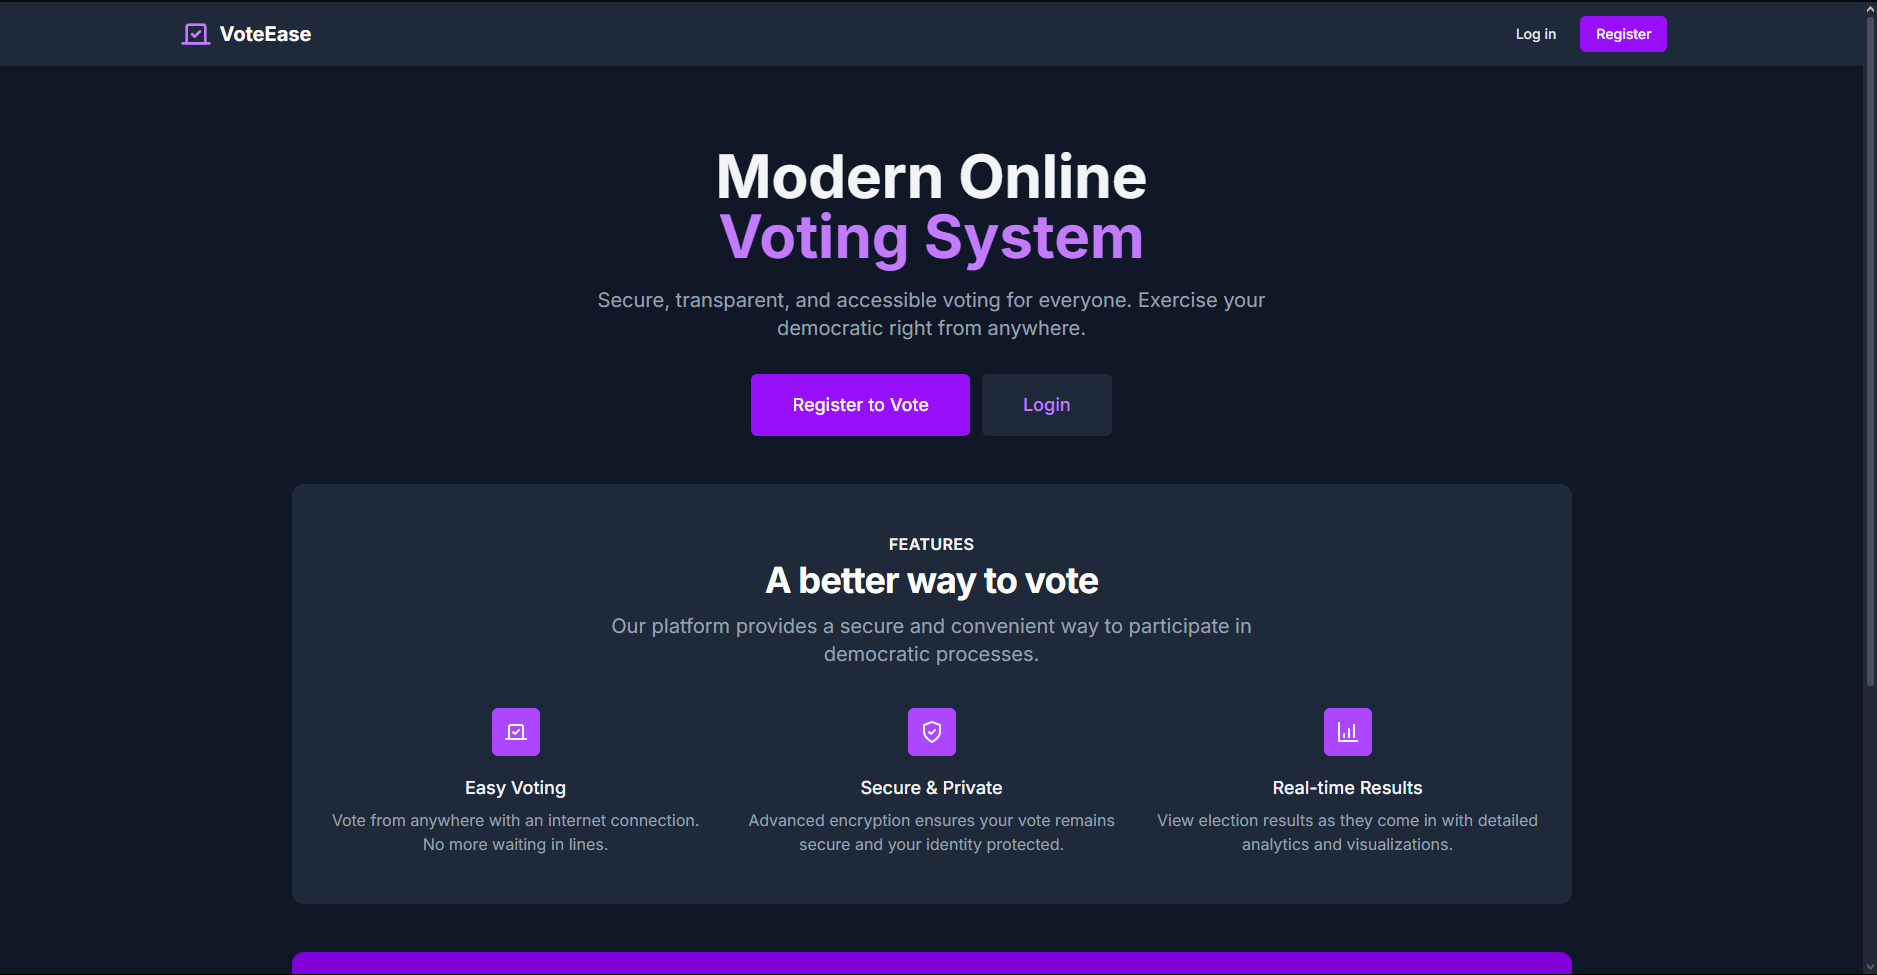 VoteEase
Log in
Register
Modern Online
Voting System
Secure, transparent, and accessible voting for everyone. Exercise your
democratic right from anywhere.
Register to Vote
Login
FEATURES
A better way to vote
Our platform provides a secure and convenient way to participate in
democratic processes.
Easy Voting
Vote from anywhere with an internet connection.
No more waiting in lines.
Secure & Private
Advanced encryption ensures your vote remains
secure and your identity protected.
Real-time Results
View election results as they come in with detailed
analytics and visualizations.